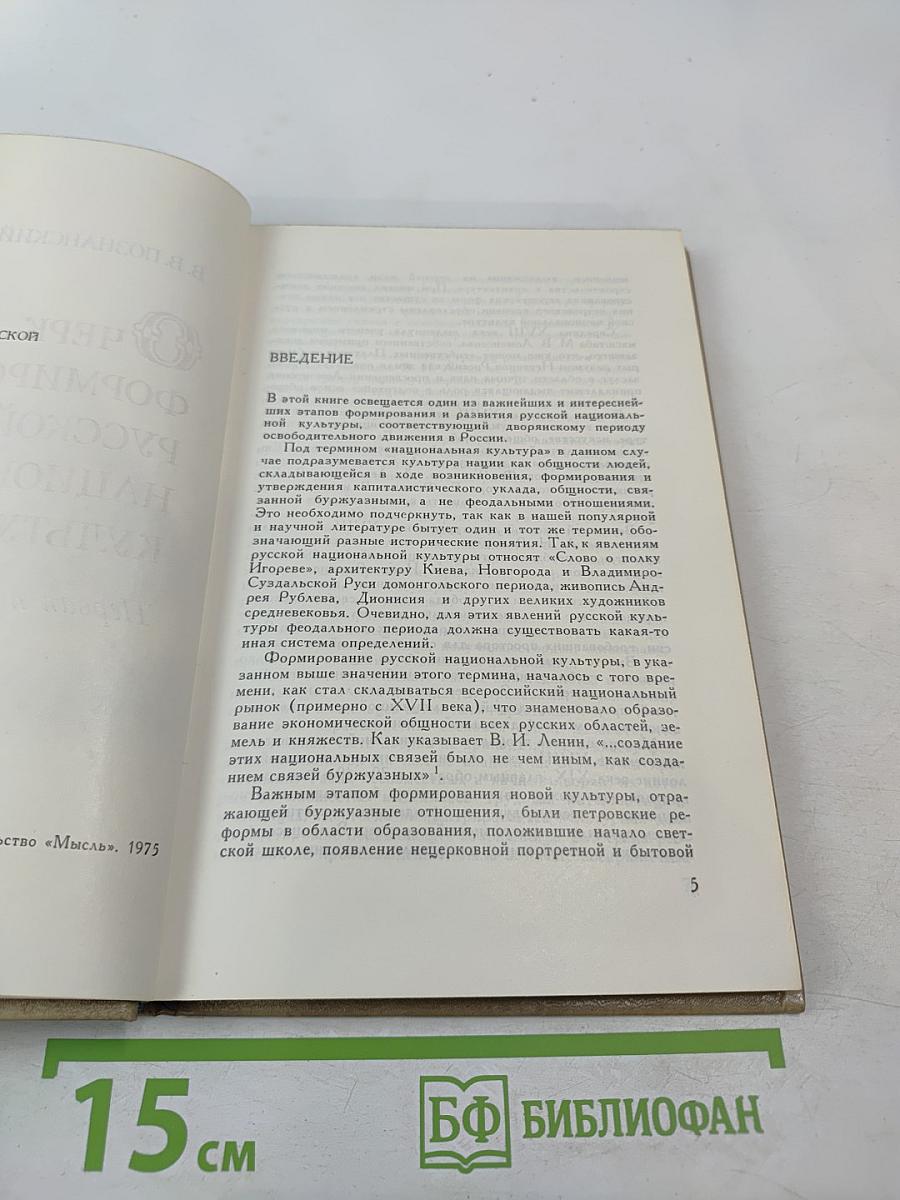 СКОЙ
ьство «Мысль». 1975
ВВЕДЕНИЕ
В этой книге освещается один из важнейших и интересней-
ших этапов формирования и развития русской националь-
ной культуры, соответствующий дворянскому периоду
освободительного движения в России.
Под термином «национальная культура» в данном слу-
чае подразумевается культура нации как общности людей,
складывающейся в ходе возникновения, формирования и
утверждения капиталистического уклада, общности, свя-
занной буржуазными, а не феодальными отношениями.
Это необходимо подчеркнуть, так как в нашей популярной
и научной литературе бытует один и тот же термин, обо-
значающий разные исторические понятия. Так, к явлениям
русской национальной культуры относят «Слово о полку
Игореве», архитектуру Киева, Новгорода и Владимиро-
Суздальской Руси домонгольского периода, живопись Анд-
рея Рублева, Дионисия и других великих художников
средневековья. Очевидно, для этих явлений русской куль-
туры феодального периода должна существовать какая-то
иная система определений.
Формирование русской национальной культуры, в ука-
занном выше значении этого термина, началось с того вре-
мени, как стал складываться всероссийский национальный
рынок (примерно с XVII века), что знаменовало образо-
вание экономической общности всех русских областей, зе-
мель и княжеств. Как указывает В. И. Ленин, «...создание
этих национальных связей было не чем иным, как созда-
нием связей буржуазных» 1.
Важным этапом формирования новой культуры, отра-
жающей буржуазные отношения, были петровские ре-
формы в области образования, положившие начало свет-
ской школе, появление нецерковной портретной и бытовой
5
15 см
БФ БИБЛИОФАН